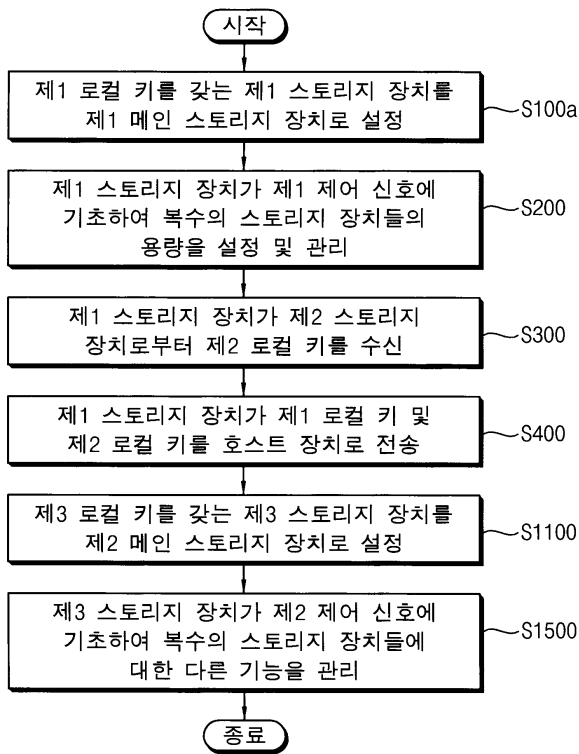 시작
제1 로컬 키를 갖는 제1 스토리지 장치를
제1 메인 스토리지 장치로 설정
S100a
제1 스토리지 장치가 제1 제어 신호에
기초하여 복수의 스토리지 장치들의
용량을 설정 및 관리
S200
제1 스토리지 장치가 제2 스토리지
장치로부터 제2 로컬 키를 수신
S300
제1 스토리지 장치가 제1 로컬 키 및
제2 로컬 키를 호스트 장치로 전송
S400
제3 로컬 키를 갖는 제3 스토리지 장치를
제2 메인 스토리지 장치로 설정
S1100
제3 스토리지 장치가 제2 제어 신호에
기초하여 복수의 스토리지 장치들에
대한 다른 기능을 관리
S1500
종료